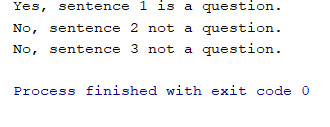 Yes, sentence 1 is a question.
No, sentence 2 not a question.
No, sentence 3 not a question.
Process finished with exit code 0